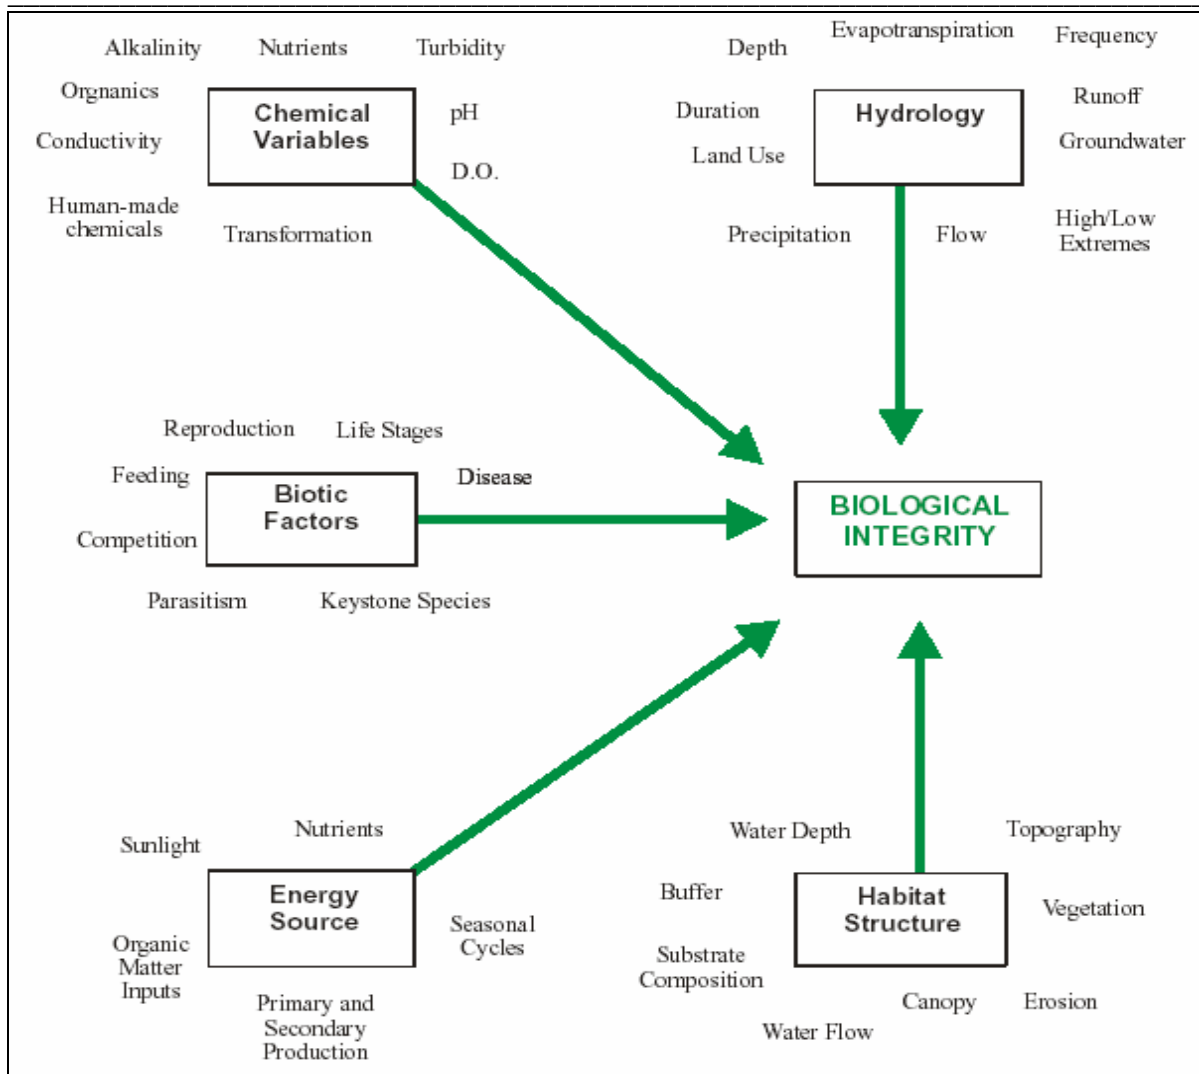 Alkalinity
Nutrients
Turbidity
Orgnanics
Chemical
Variables
pH
Conductivity
D.O.
Human-made
chemicals
Transformation
Depth
Evapotranspiration
Frequency
Duration
Hydrology
Runoff
Land Use
Groundwater
Precipitation
Flow
High/Low
Extremes
Reproduction
Life Stages
Feeding
Biotic
Factors
Disease
Competition
Parasitism
Keystone Species
BIOLOGICAL
INTEGRITY
Sunlight
Nutrients
Energy
Source
Seasonal
Cycles
Organic
Matter
Inputs
Primary and
Secondary
Production
Water Depth
Topography
Buffer
Habitat
Structure
Vegetation
Substrate
Composition
Canopy
Erosion
Water Flow